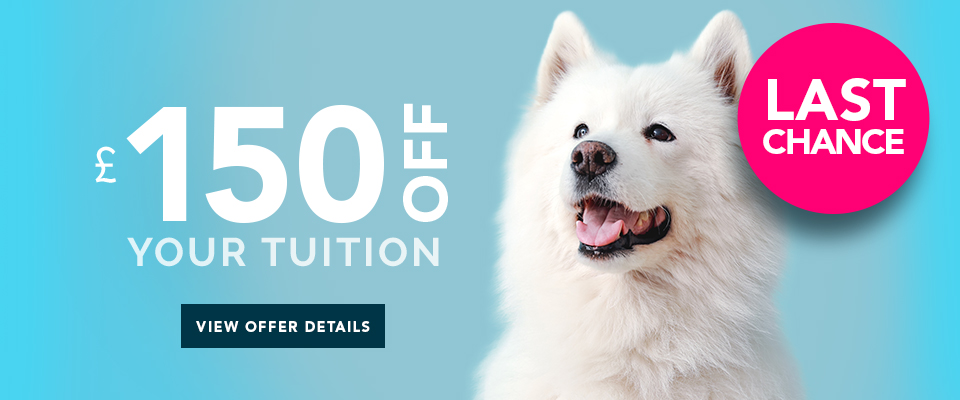 £150 OFF
YOUR TUITION
VIEW OFFER DETAILS
LAST
CHANCE